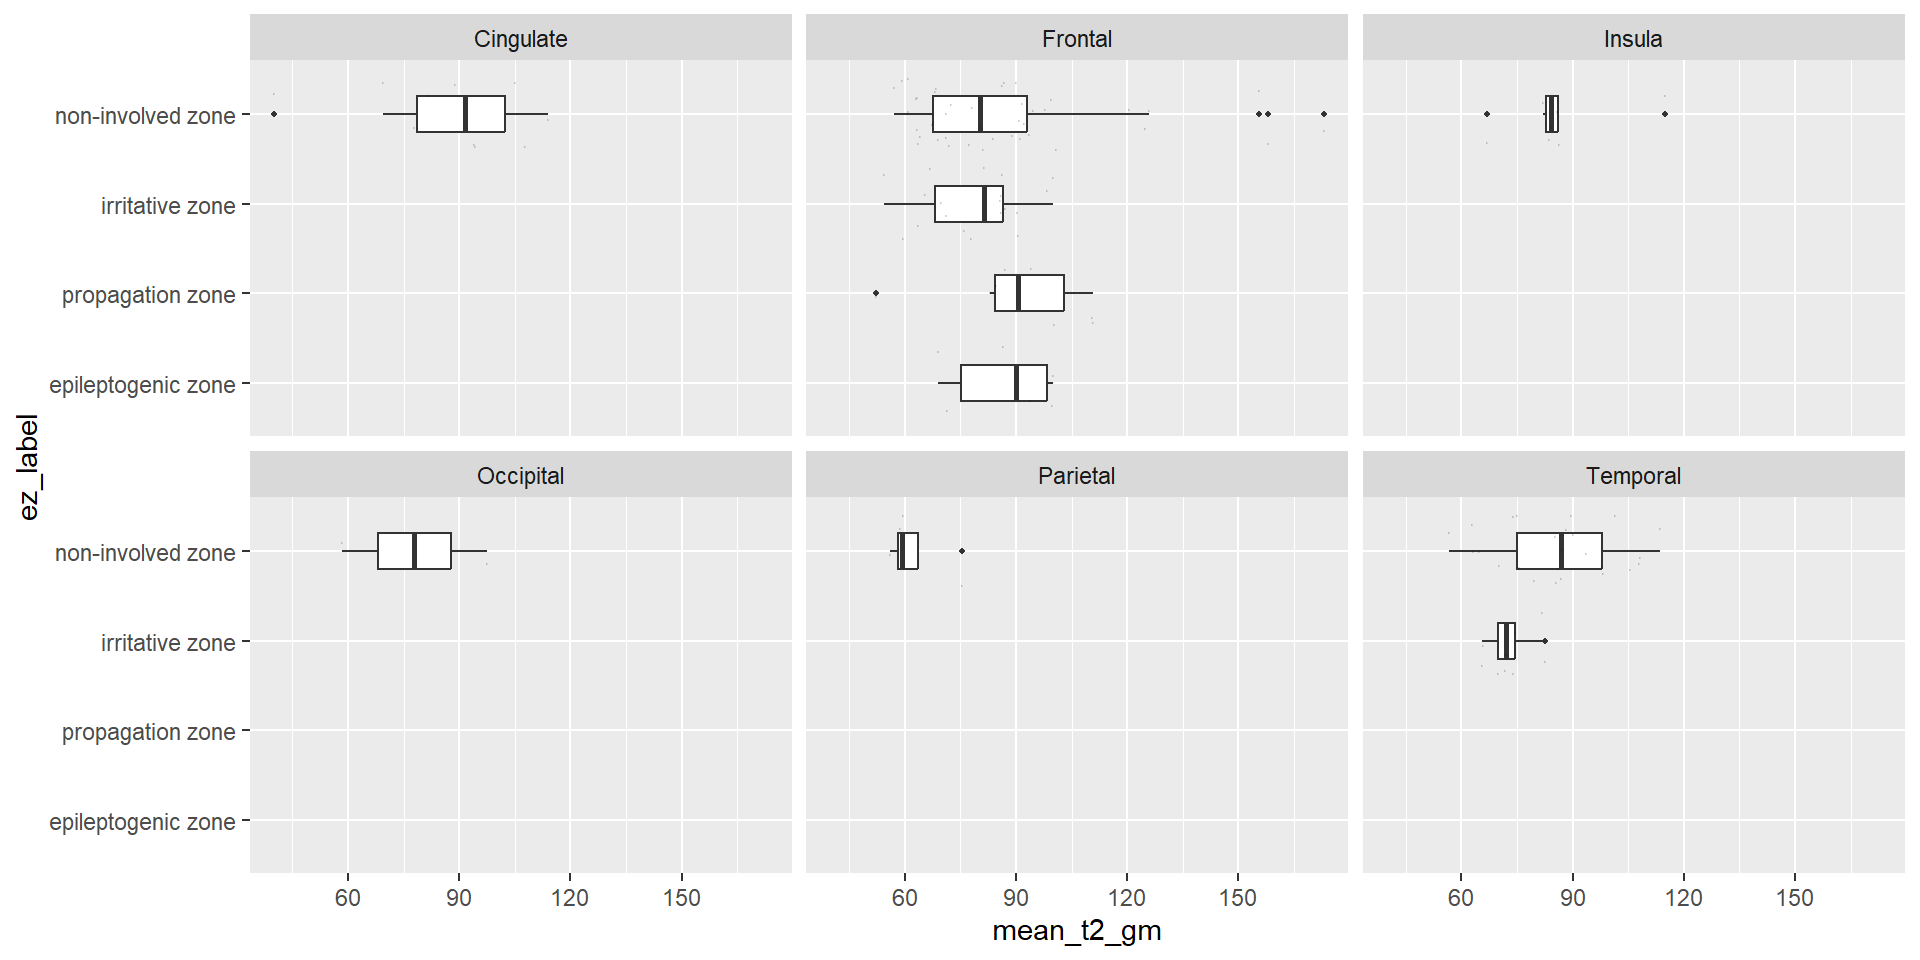 Cingulate
Frontal
Insula
non-involved zone
irritative zone
propagation zone
epileptogenic zone
ez_label
Occipital
Parietal
Temporal
non-involved zone
irritative zone
propagation zone
epileptogenic zone
60 90 120 150
60 90 120 150
60 90 120 150
mean_t2_gm